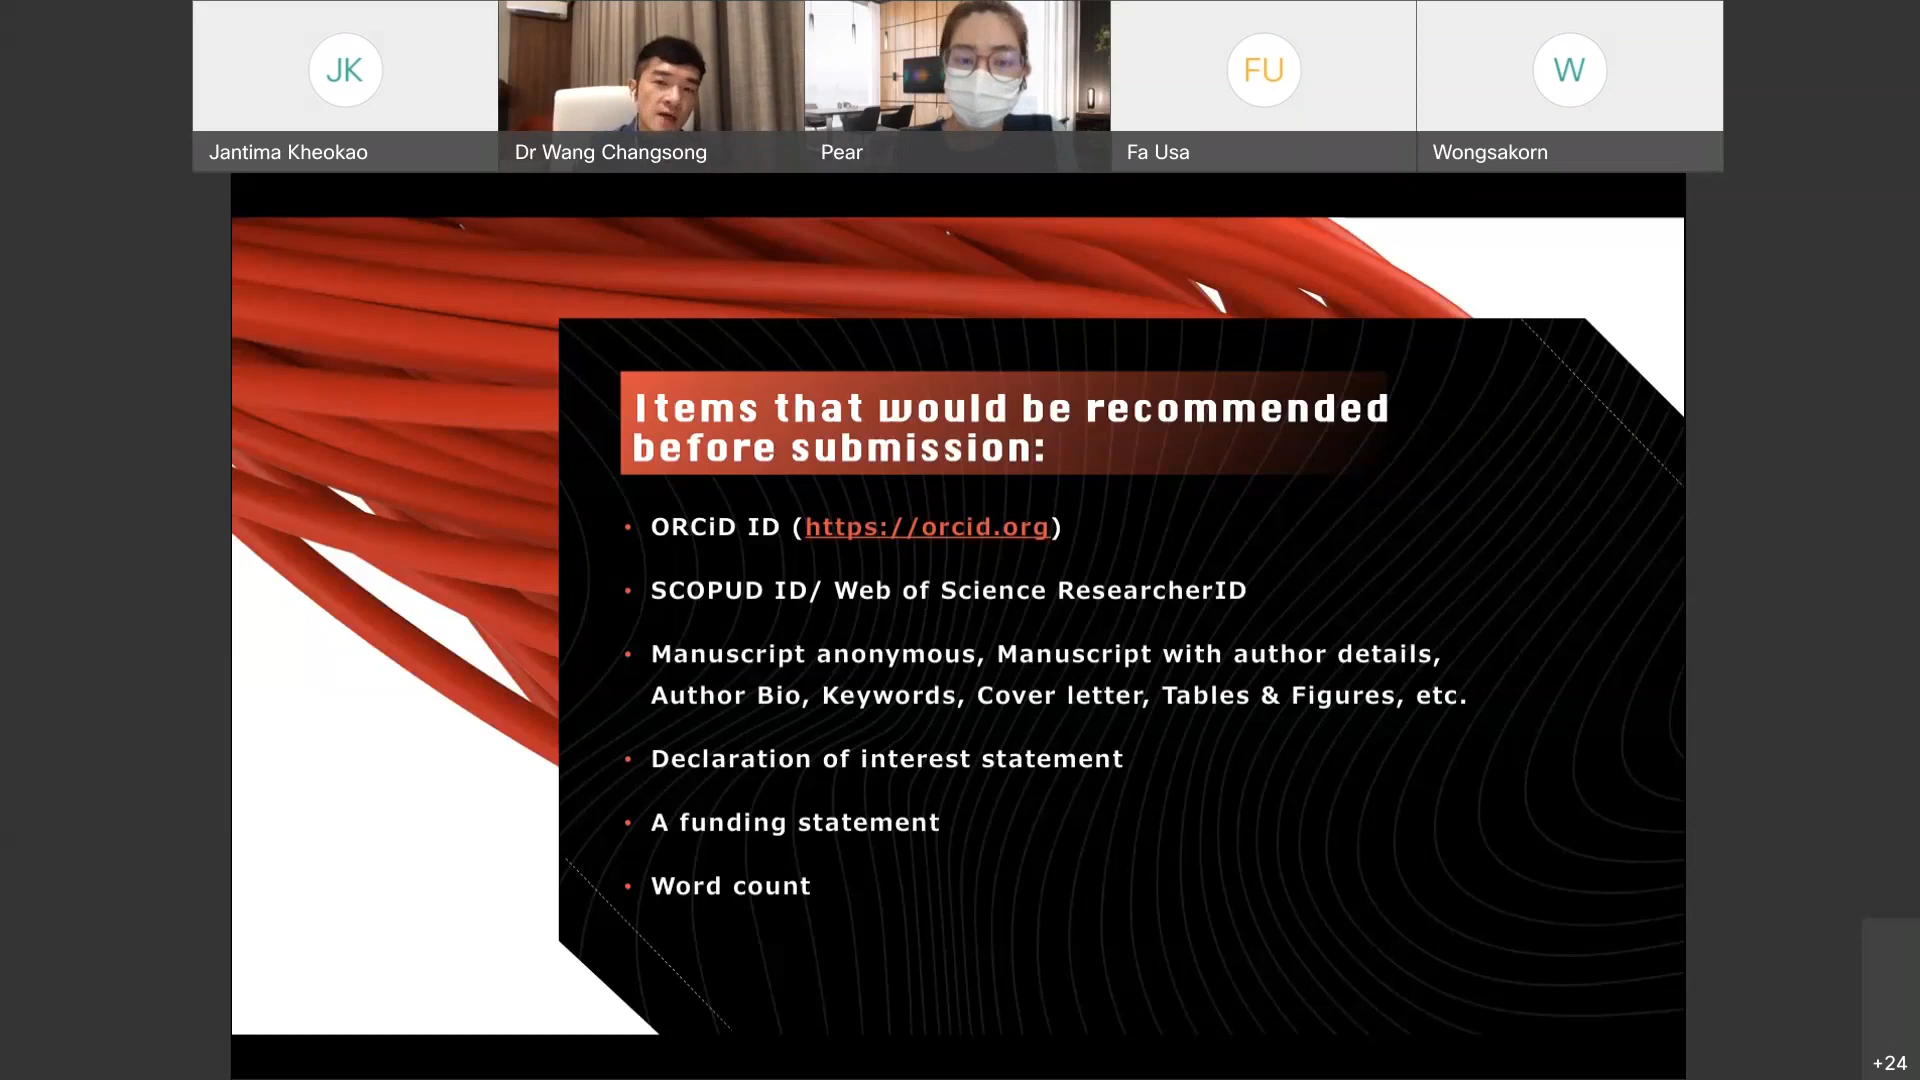 JK
FU
W
Jantima Kheokao
Dr Wang Changsong
Pear
Fa Usa
Wongsakorn
Items that would be recommended
before submission:
• ORCiD ID (https://orcid.org)
• SCOPUD ID/ Web of Science ResearcherID
• Manuscript anonymous, Manuscript with author details,
Author Bio, Keywords, Cover letter, Tables & Figures, etc.
• Declaration of interest statement
• A funding statement
• Word count
+24